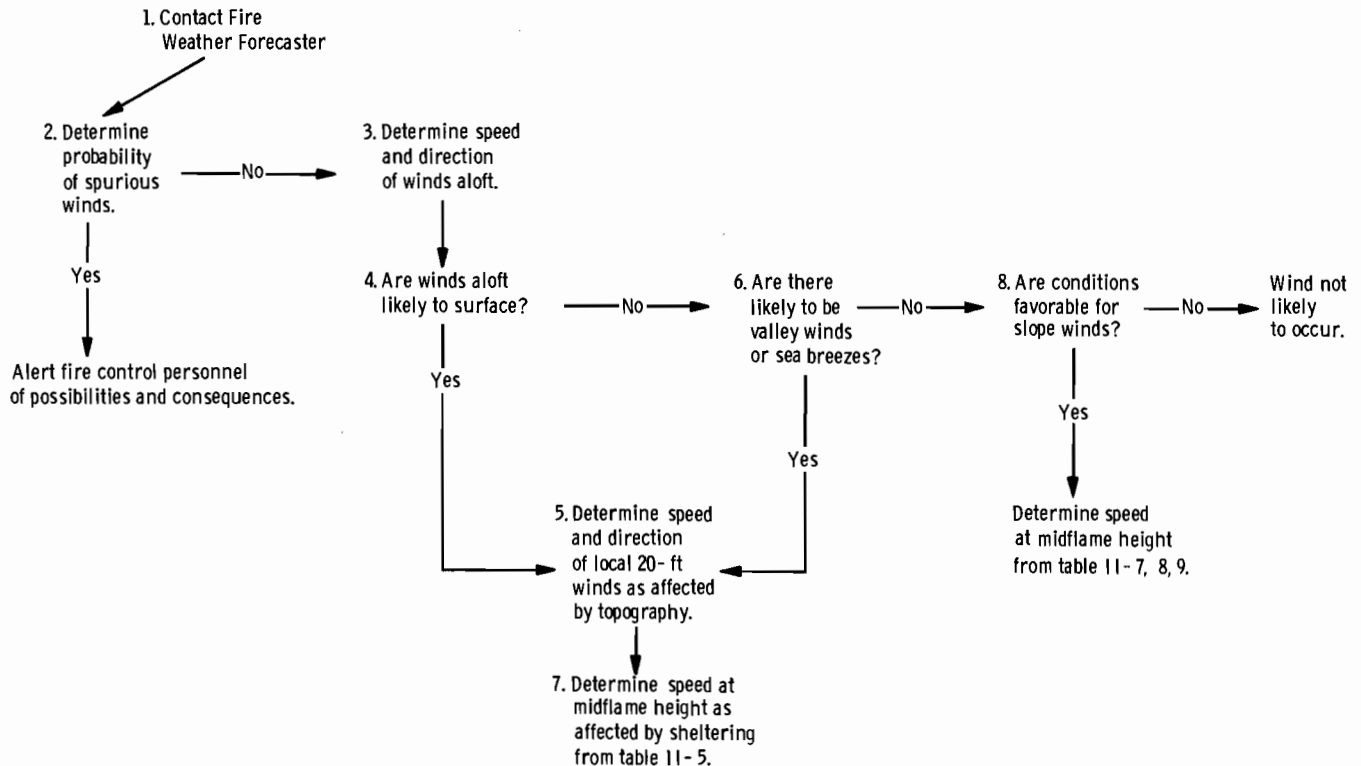 1. Contact Fire
Weather Forecaster
2. Determine
probability
of spurious
winds.
No
3. Determine speed
and direction
of winds aloft.
Yes
Alert fire control personnel
of possibilities and consequences.
4. Are winds aloft
likely to surface?
No
6. Are there
likely to be
valley winds
or sea breezes?
No
8. Are conditions
favorable for
slope winds?
No
Wind not
likely
to occur.
Yes
Yes
Yes
5. Determine speed
and direction
of local 20- ft
winds as affected
by topography.
Determine speed
at midflame height
from table 11-7, 8, 9.
7. Determine speed at
midflame height as
affected by sheltering
from table 11-5.